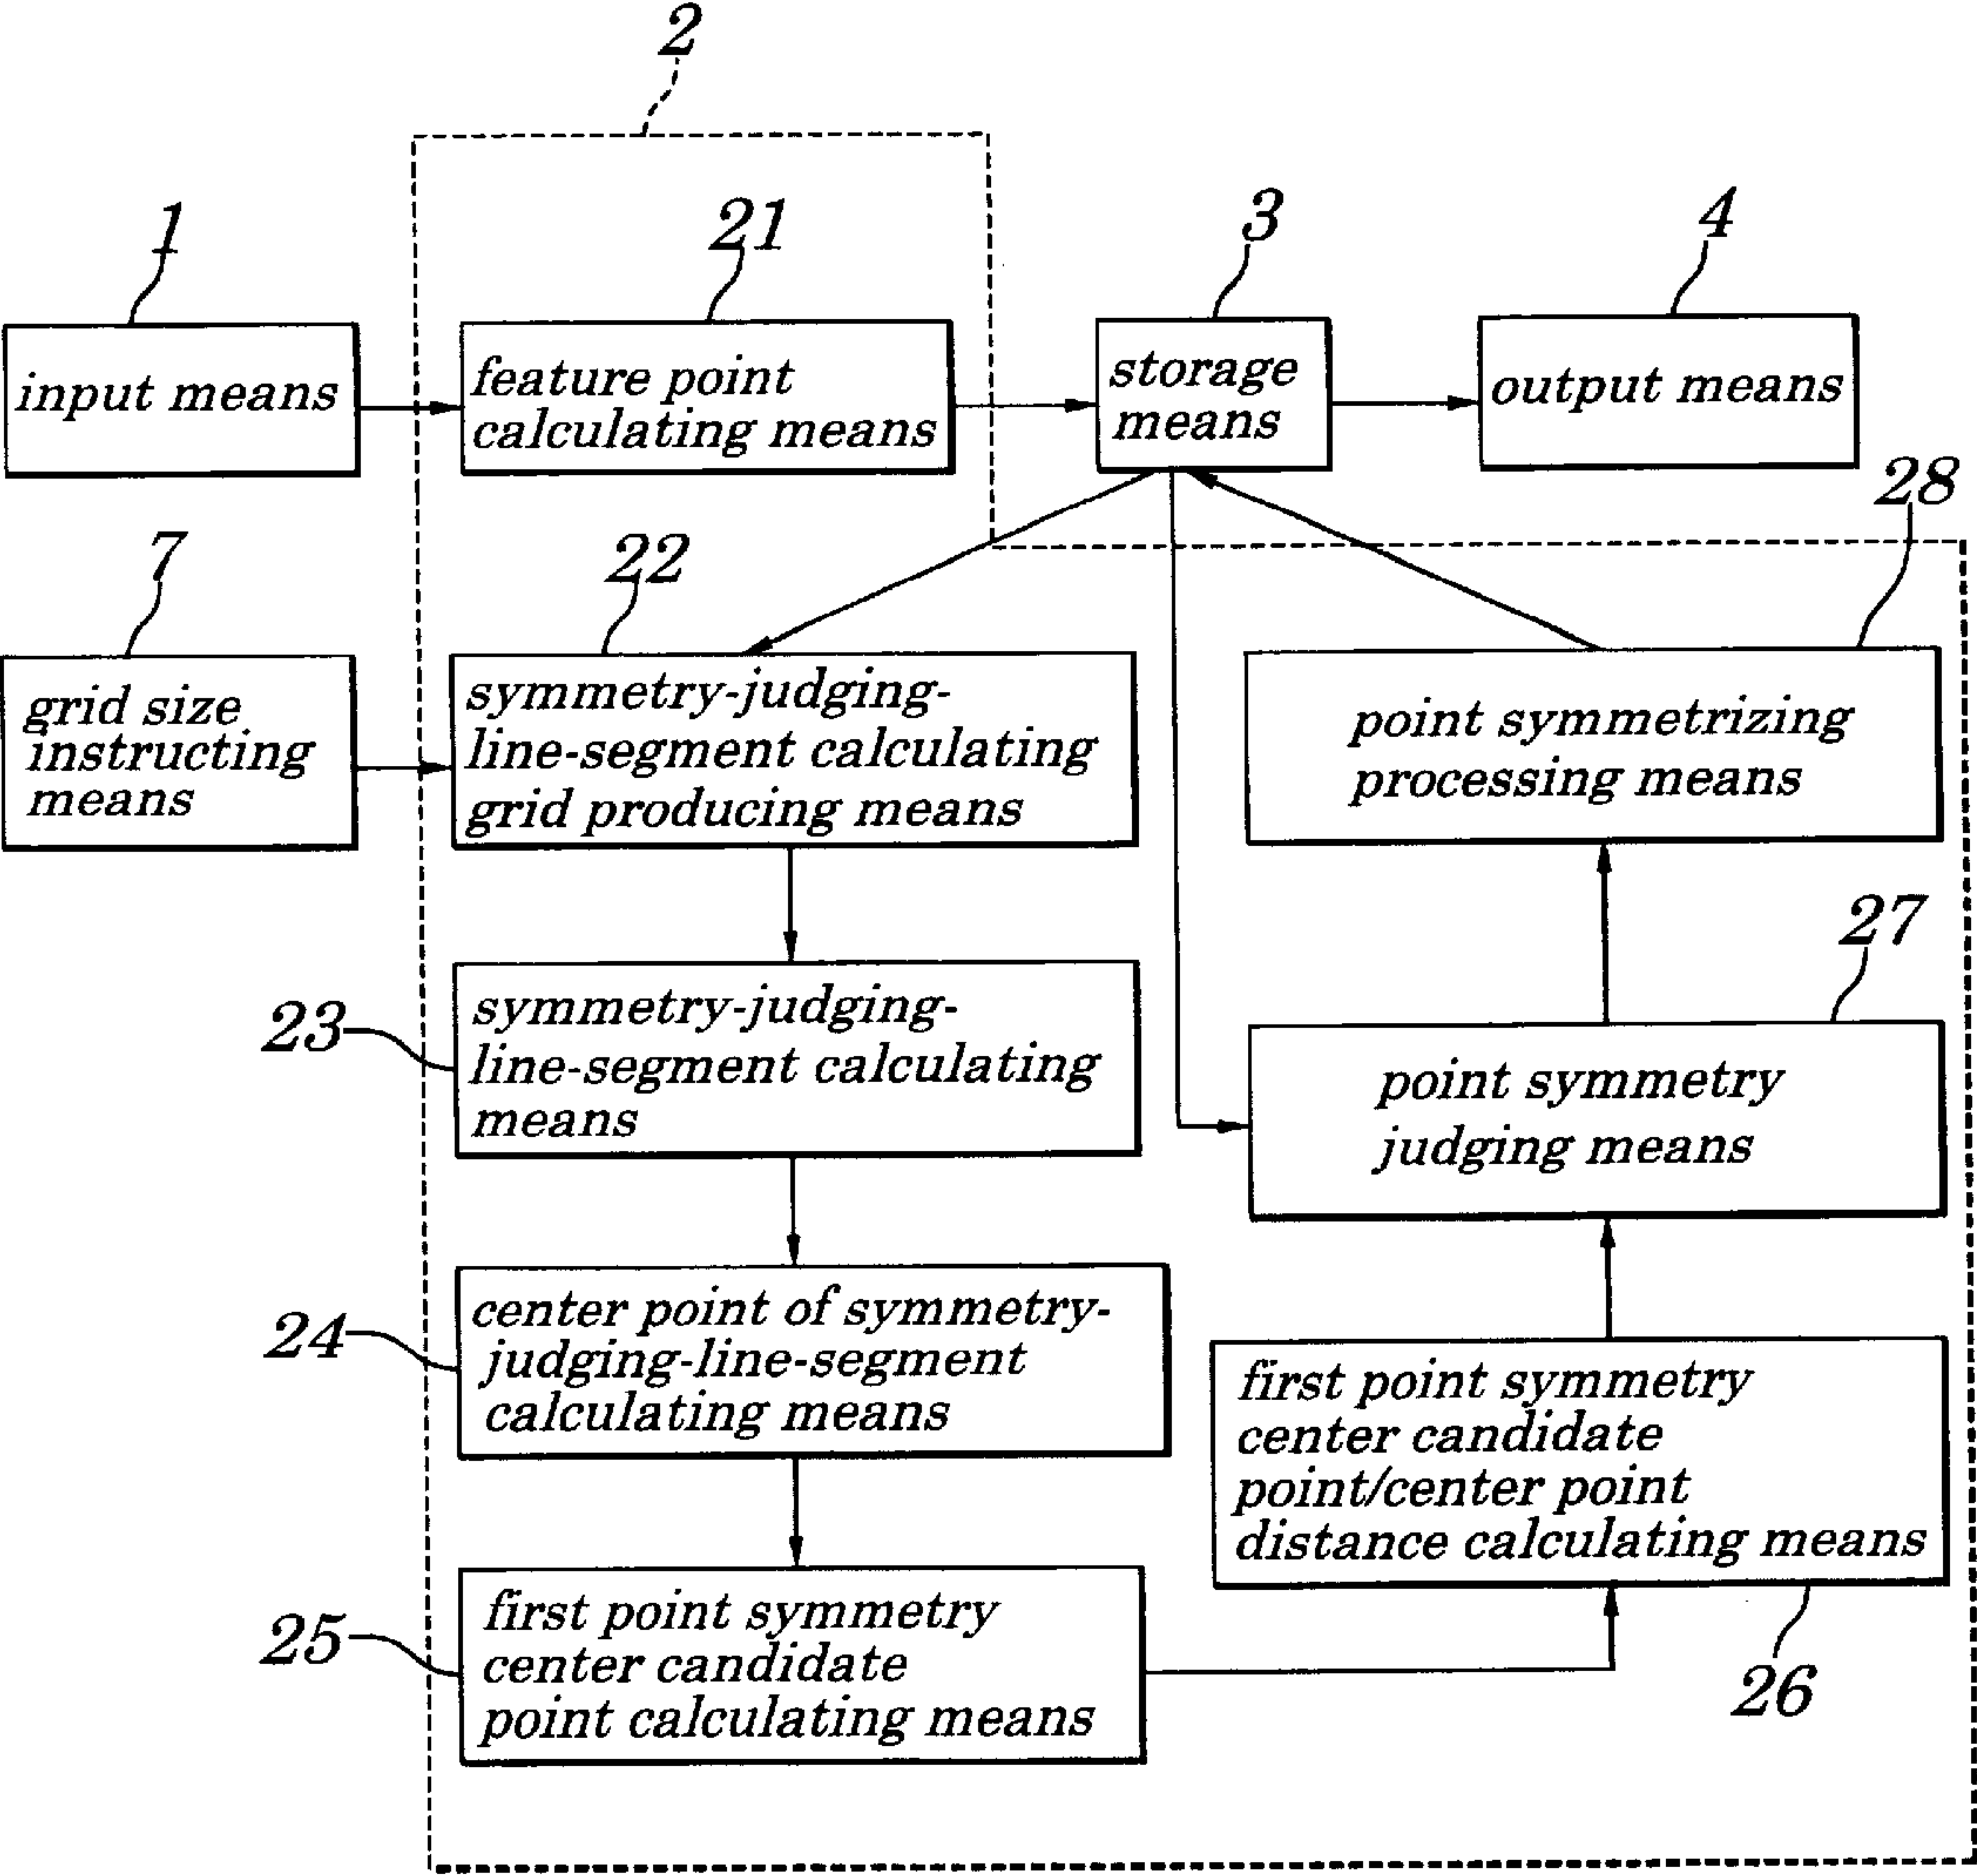 2
1
21
3
4
input means
feature point
calculating means
storage
means
output means
28
7
22
grid size
instructing
means
symmetry-judging-
line-segment calculating
grid producing means
point symmetrizing
processing means
27
23
symmetry-judging-
line-segment calculating
means
point symmetry
judging means
24
center point of symmetry-
judging-line-segment
calculating means
first point symmetry
center candidate
point/center point
distance calculating means
25
first point symmetry
center candidate
point calculating means
26